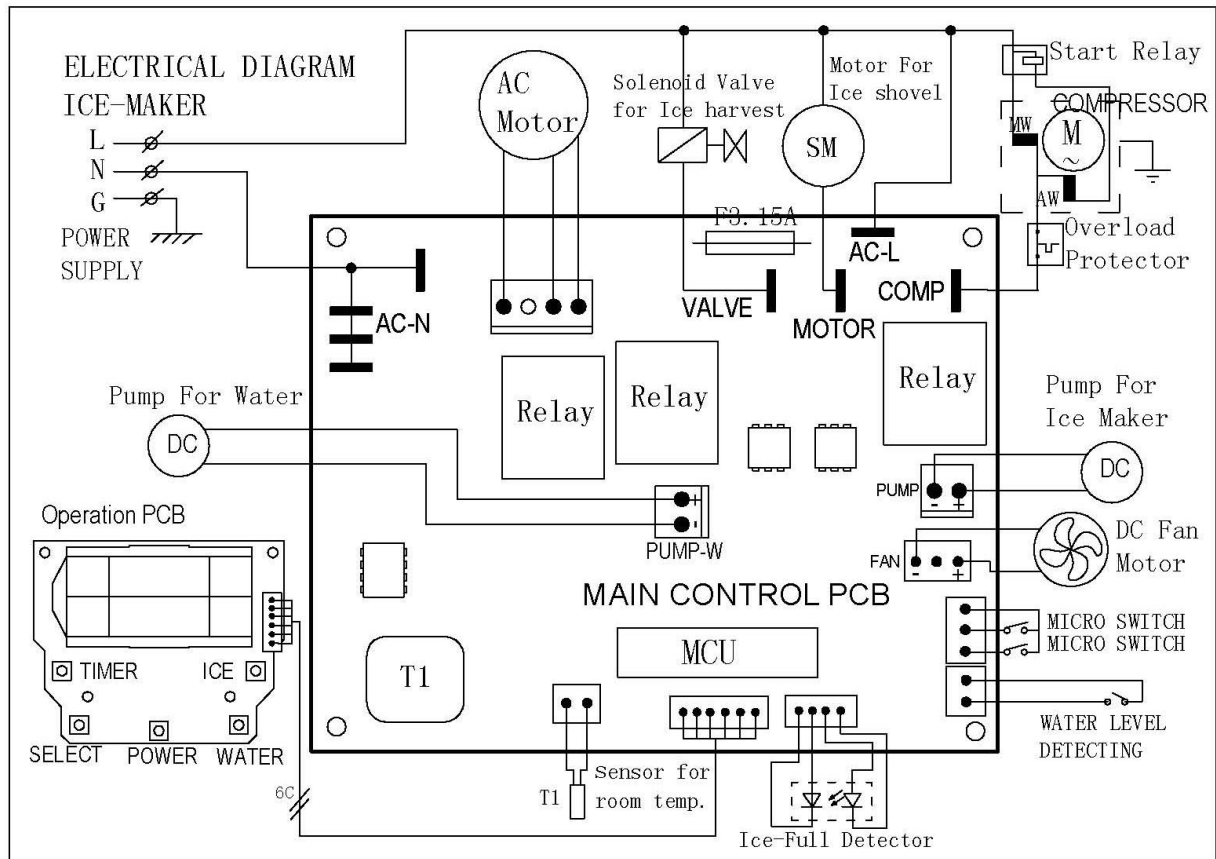 ELECTRICAL DIAGRAM
ICE-MAKER
L
N
G
POWER
SUPPLY
AC
Motor
Solenoid Valve
for Ice harvest
Motor For
Ice shovel
SM
Start Relay
COMPRESSOR
MW
M
~
AW
Overload
Protector
F3.15A
AC-L
VALVE
MOTOR
COMP
AC-N
Relay
Relay
Relay
Pump For Water
DC
Pump For
Ice Maker
DC
PUMP
- +
DC Fan
Motor
FAN
- +
+
-
PUMP-W
Operation PCB
MAIN CONTROL PCB
MCU
T1
MICRO SWITCH
MICRO SWITCH
WATER LEVEL
DETECTING
TIMER
ICE
SELECT
POWER
WATER
6C
T1
Sensor for
room temp.
Ice-Full Detector